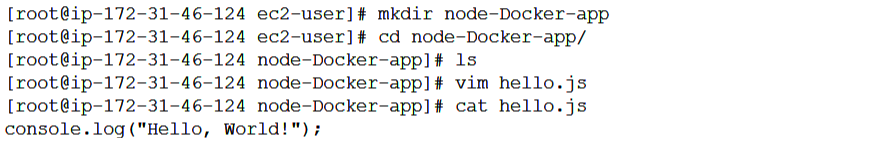 [root@ip-172-31-46-124 ec2-user]# mkdir node-Docker-app
[root@ip-172-31-46-124 ec2-user]# cd node-Docker-app/
[root@ip-172-31-46-124 node-Docker-app]# ls
[root@ip-172-31-46-124 node-Docker-app]# vim hello.js
[root@ip-172-31-46-124 node-Docker-app]# cat hello.js
console.log("Hello, World!");